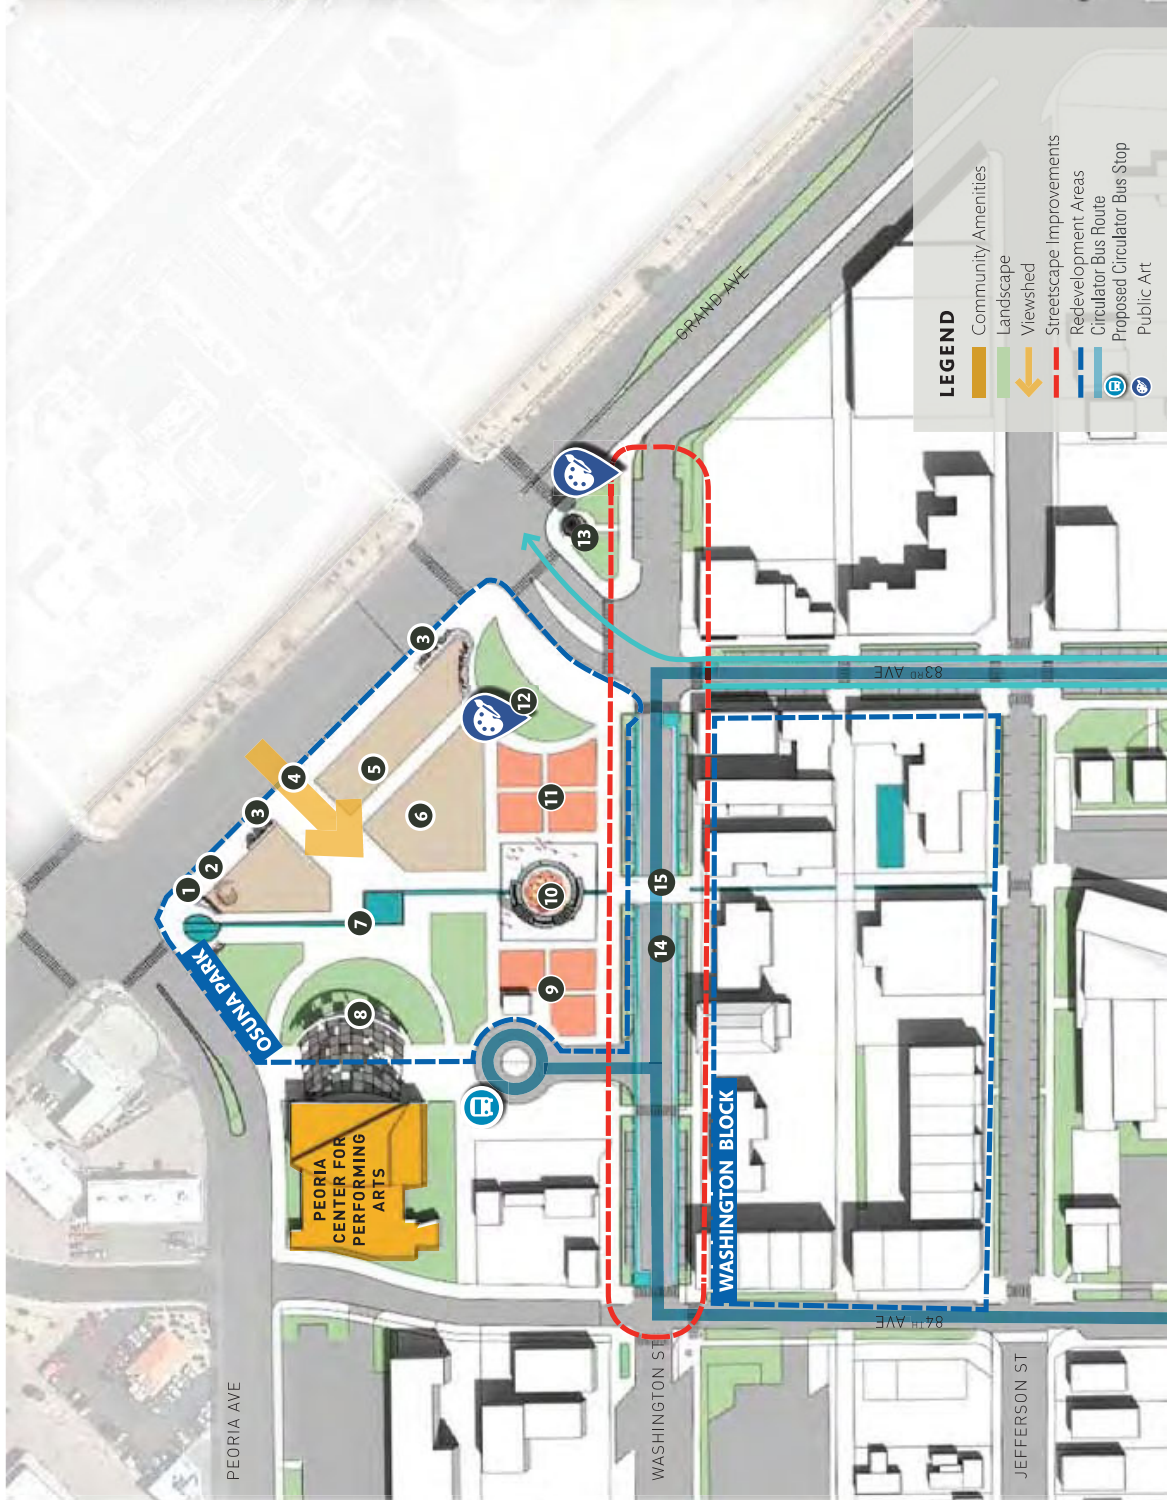 PEORIA AVE
OSUNA PARK
PEORIA
CENTER FOR
PERFORMING
ARTS
1
2
3
4
3
5
6
7
8
9
10
11
12
13
14
15
GRAND AVE
WASHINGTON ST
WASHINGTON BLOCK
83RD AVE
84TH AVE
JEFFERSON ST
LEGEND
Community Amenities
Landscape
Viewshed
Streetscape Improvements
Redevelopment Areas
Circulator Bus Route
Proposed Circulator Bus Stop
Public Art